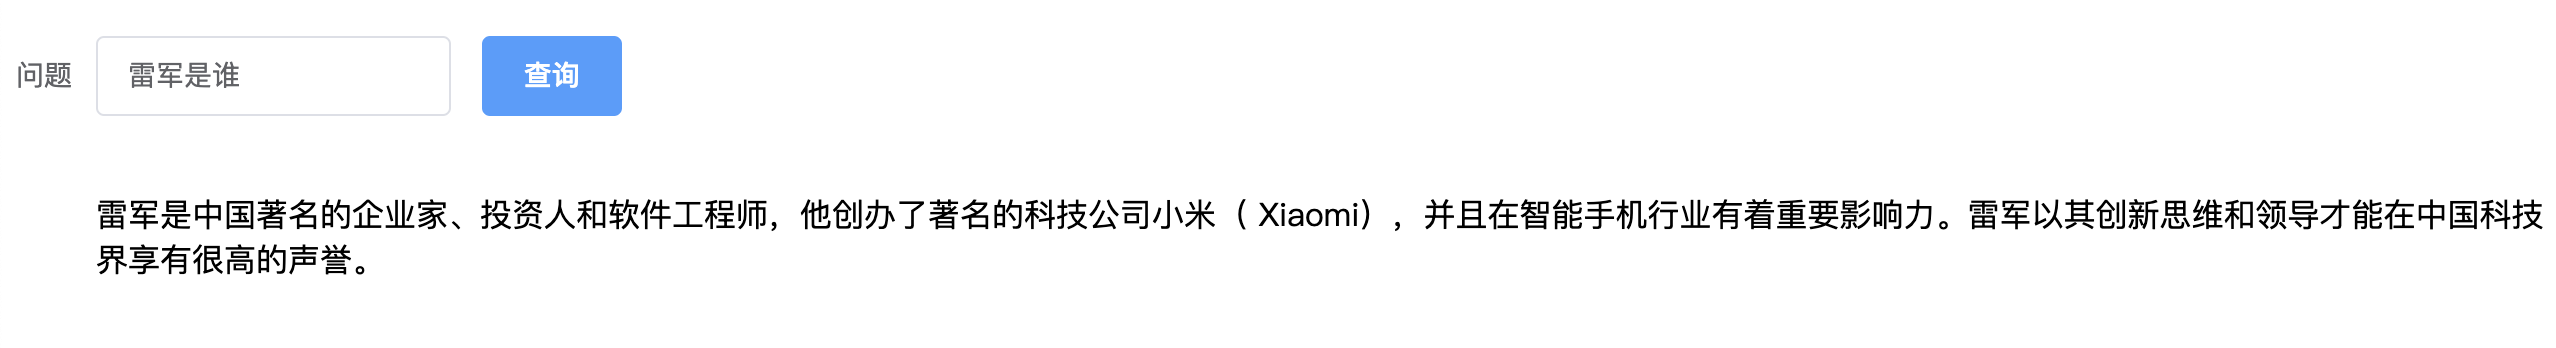 问题 雷军是谁 查询
雷军是中国著名的企业家、投资人和软件工程师，他创办了著名的科技公司小米（ Xiaomi），并且在智能手机行业有着重要影响力。雷军以其创新思维和领导才能在中国科技
界享有很高的声誉。